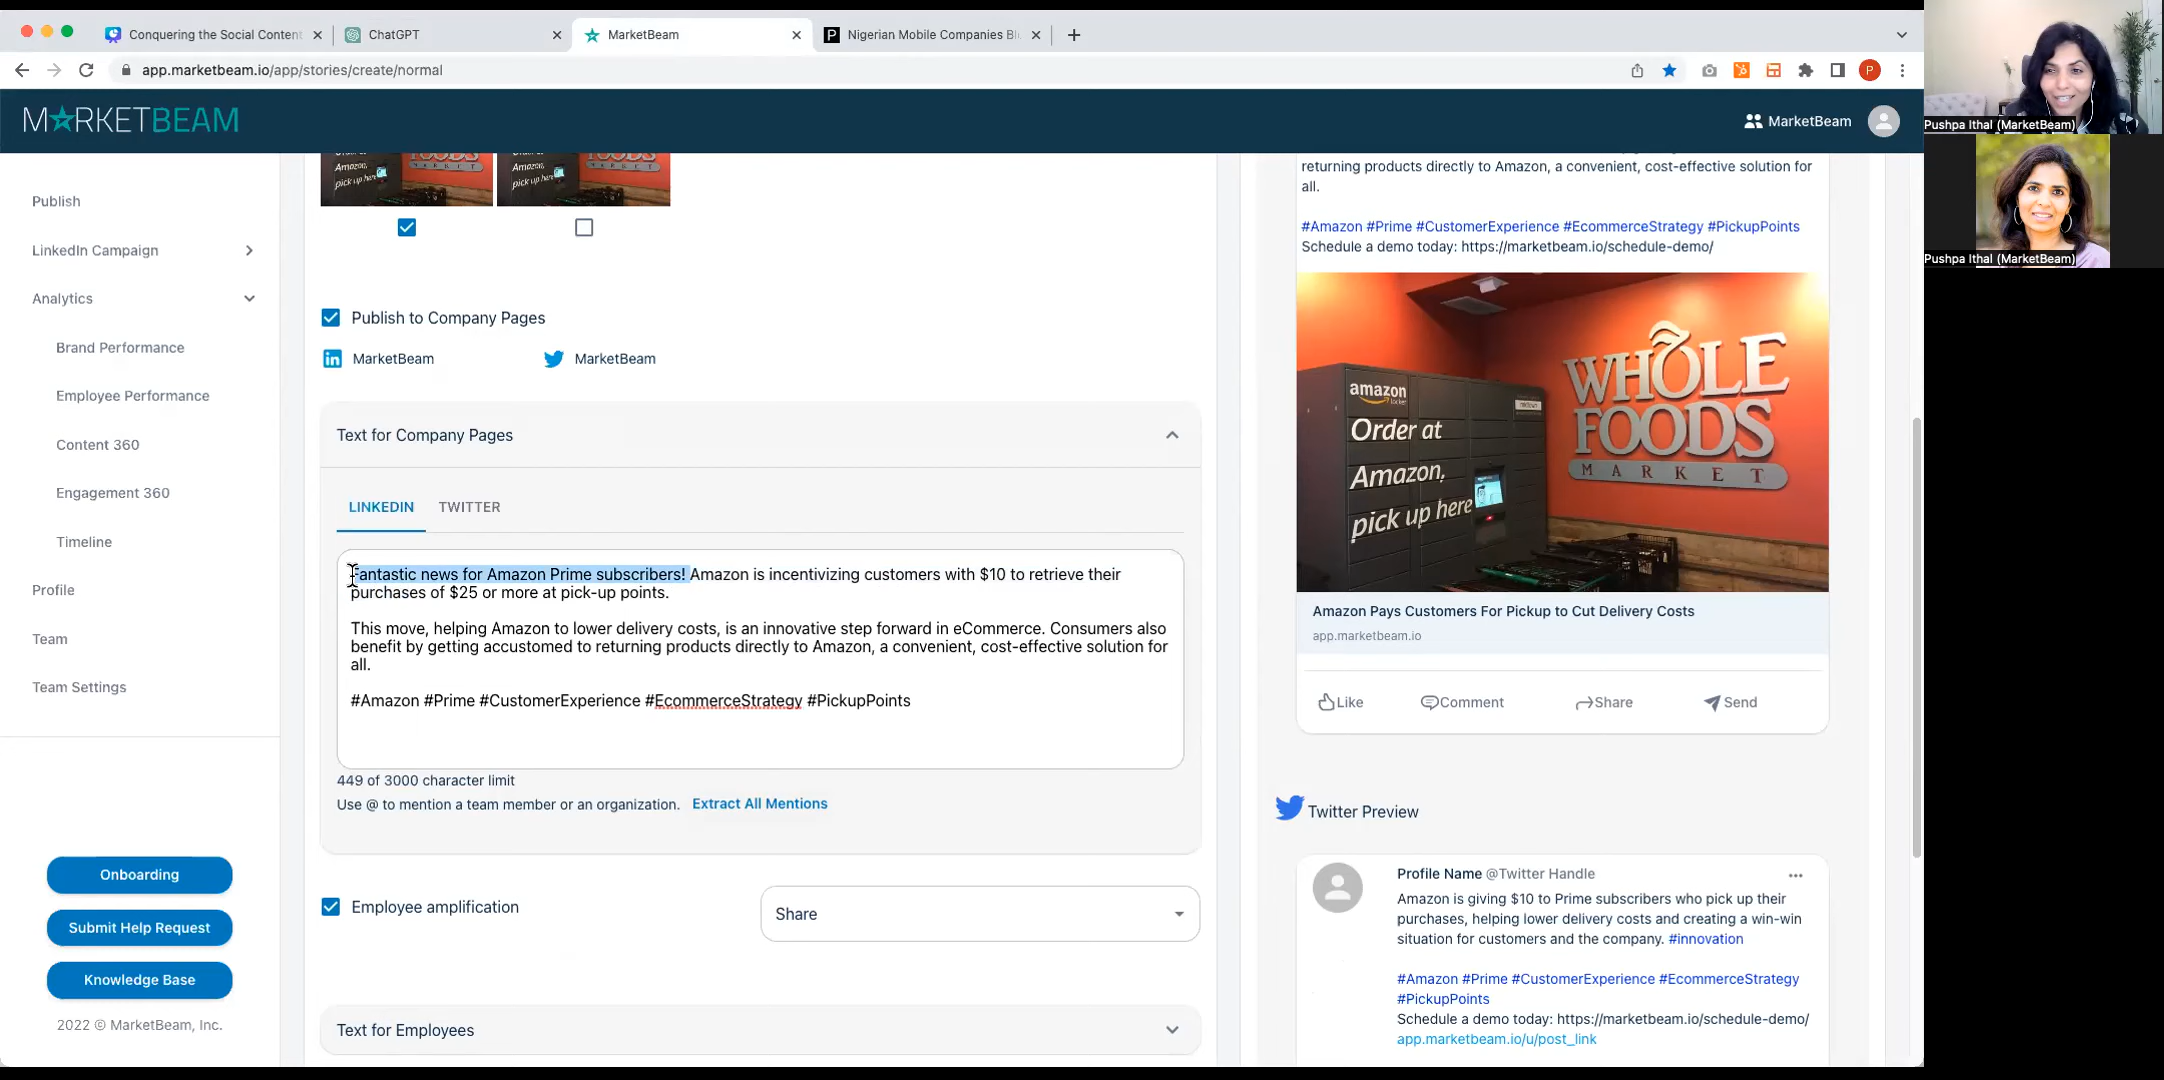 Conquering the Social Content
ChatGPT
MarketBeam
Nigerian Mobile Companies Bl
app.marketbeam.io/app/stories/create/normal
P
MARKETBEAM
MarketBeam
Pushpa Ithal (MarketBeam)
Pushpa Ithal (MarketBeam)
Publish
LinkedIn Campaign
Analytics
Brand Performance
Employee Performance
Content 360
Engagement 360
Timeline
Profile
Team
Team Settings
Onboarding
Submit Help Request
Knowledge Base
2022 © MarketBeam, Inc.
Amazon,
pick up here
FOODS
MARKET
Amazon,
pick up here
FOODS
MARKET
Publish to Company Pages
MarketBeam
MarketBeam
Text for Company Pages
LINKEDIN
TWITTER
Fantastic news for Amazon Prime subscribers! Amazon is incentivizing customers with $10 to retrieve their
purchases of $25 or more at pick-up points.
This move, helping Amazon to lower delivery costs, is an innovative step forward in eCommerce. Consumers also
benefit by getting accustomed to returning products directly to Amazon, a convenient, cost-effective solution for
all.
#Amazon #Prime #CustomerExperience #EcommerceStrategy #PickupPoints
449 of 3000 character limit
Use @ to mention a team member or an organization. Extract All Mentions
Employee amplification
Share
Text for Employees
returning products directly to Amazon, a convenient, cost-effective solution for
all.
#Amazon #Prime #CustomerExperience #EcommerceStrategy #PickupPoints
Schedule a demo today: https://marketbeam.io/schedule-demo/
amazon
locker
Order at
Amazon,
pick up here
WHOLE
FOODS
MARKET
Amazon Pays Customers For Pickup to Cut Delivery Costs
app.marketbeam.io
Like
Comment
Share
Send
Twitter Preview
Profile Name @Twitter Handle
Amazon is giving $10 to Prime subscribers who pick up their
purchases, helping lower delivery costs and creating a win-win
situation for customers and the company. #innovation
#Amazon #Prime #CustomerExperience #EcommerceStrategy
#PickupPoints
Schedule a demo today: https://marketbeam.io/schedule-demo/
app.marketbeam.io/u/post_link